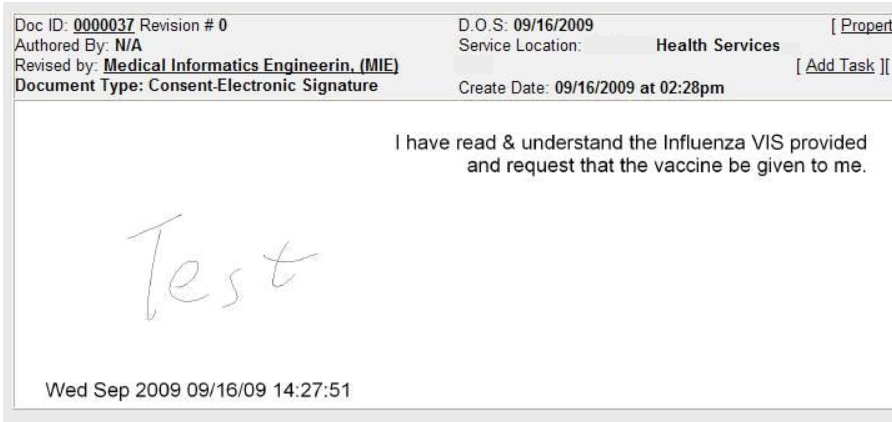 Doc ID: 0000037 Revision # 0 D.O.S: 09/16/2009 [ Propert
Authored By: N/A Service Location: Health Services
Revised by: Medical Informatics Engineerin, (MIE) [ Add Task ][
Document Type: Consent-Electronic Signature Create Date: 09/16/2009 at 02:28pm
I have read & understand the Influenza VIS provided
and request that the vaccine be given to me.
Test
Wed Sep 2009 09/16/09 14:27:51